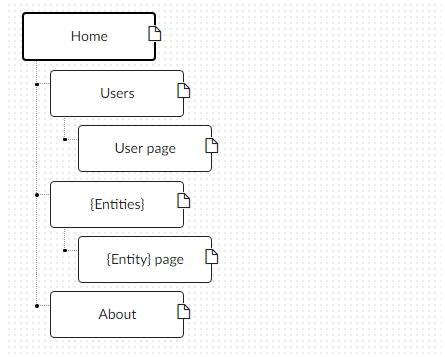 Home
Users
User page
{Entities}
{Entity} page
About